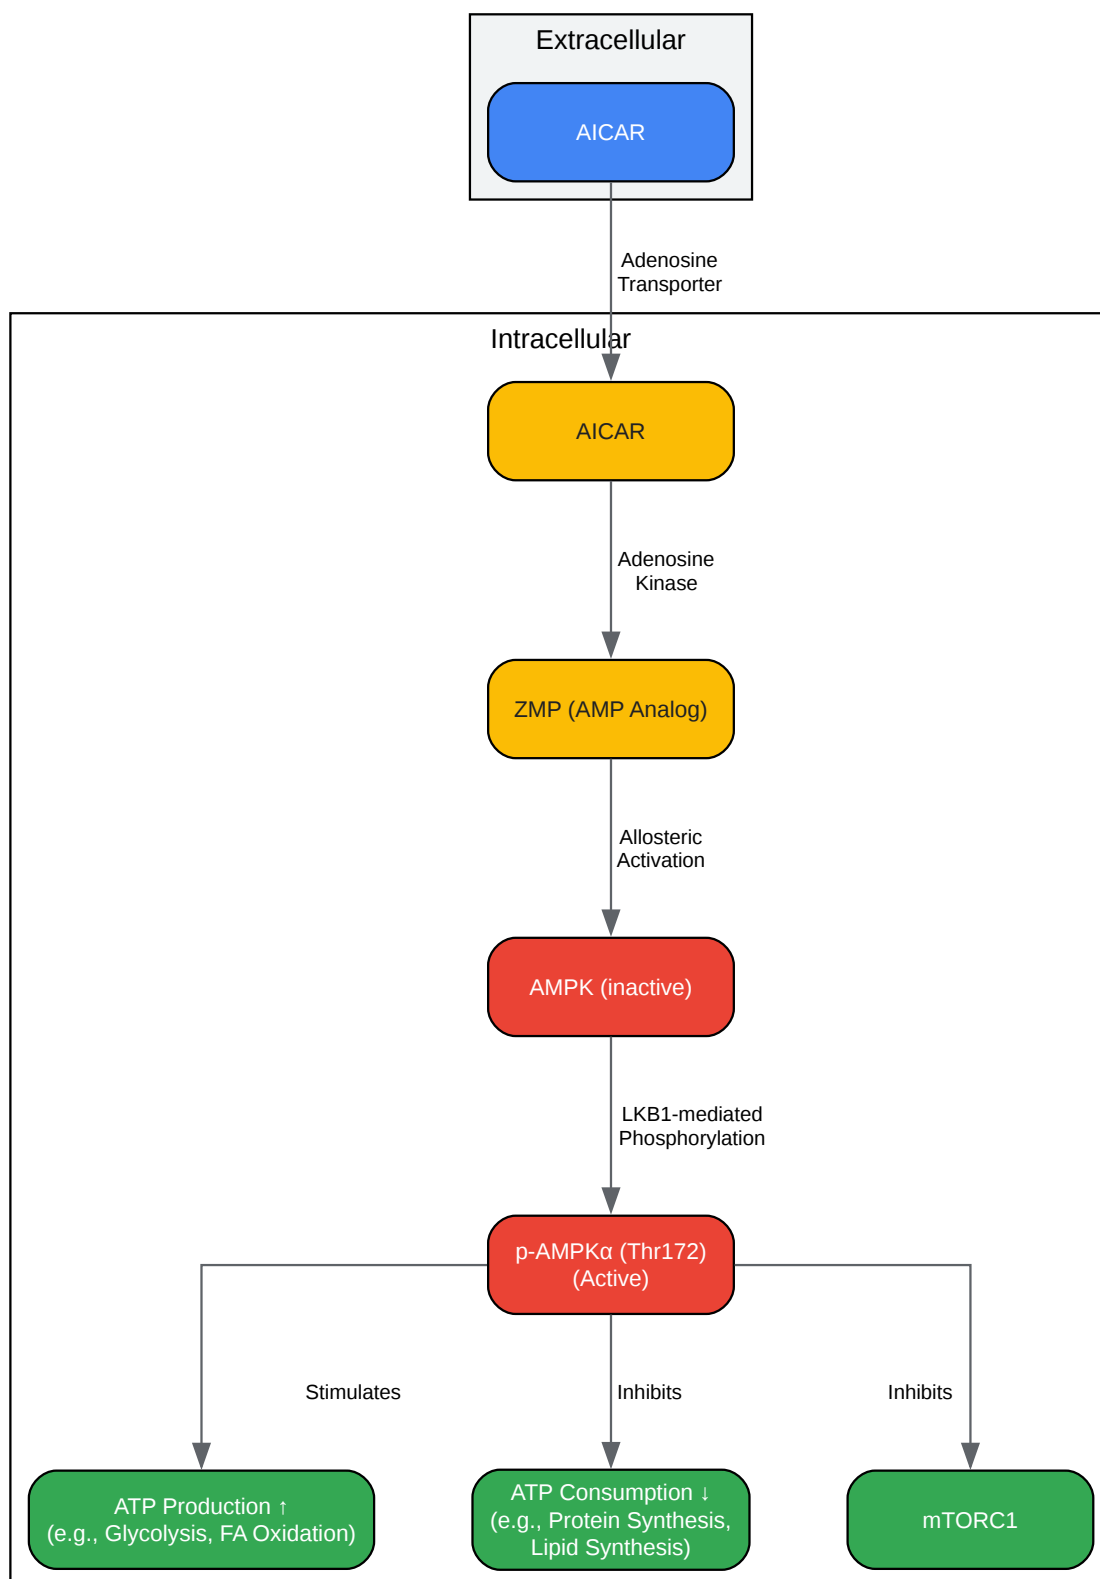 Extracellular
AICAR
Adenosine
Transporter
Intracellular
AICAR
Adenosine
Kinase
ZMP (AMP Analog)
Allosteric
Activation
AMPK (inactive)
LKB1-mediated
Phosphorylation
p-AMPKα (Thr172)
(Active)
Stimulates
Inhibits
Inhibits
ATP Production ↑
(e.g., Glycolysis, FA Oxidation)
ATP Consumption ↓
(e.g., Protein Synthesis,
Lipid Synthesis)
mTORC1